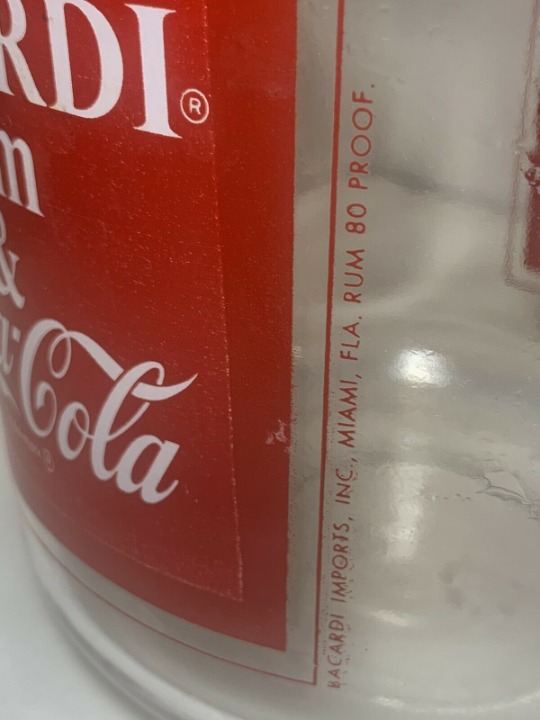 RDI®
m
&
a-Cola
®
BACARDI IMPORTS, INC., MIAMI, FLA. RUM 80 PROOF.